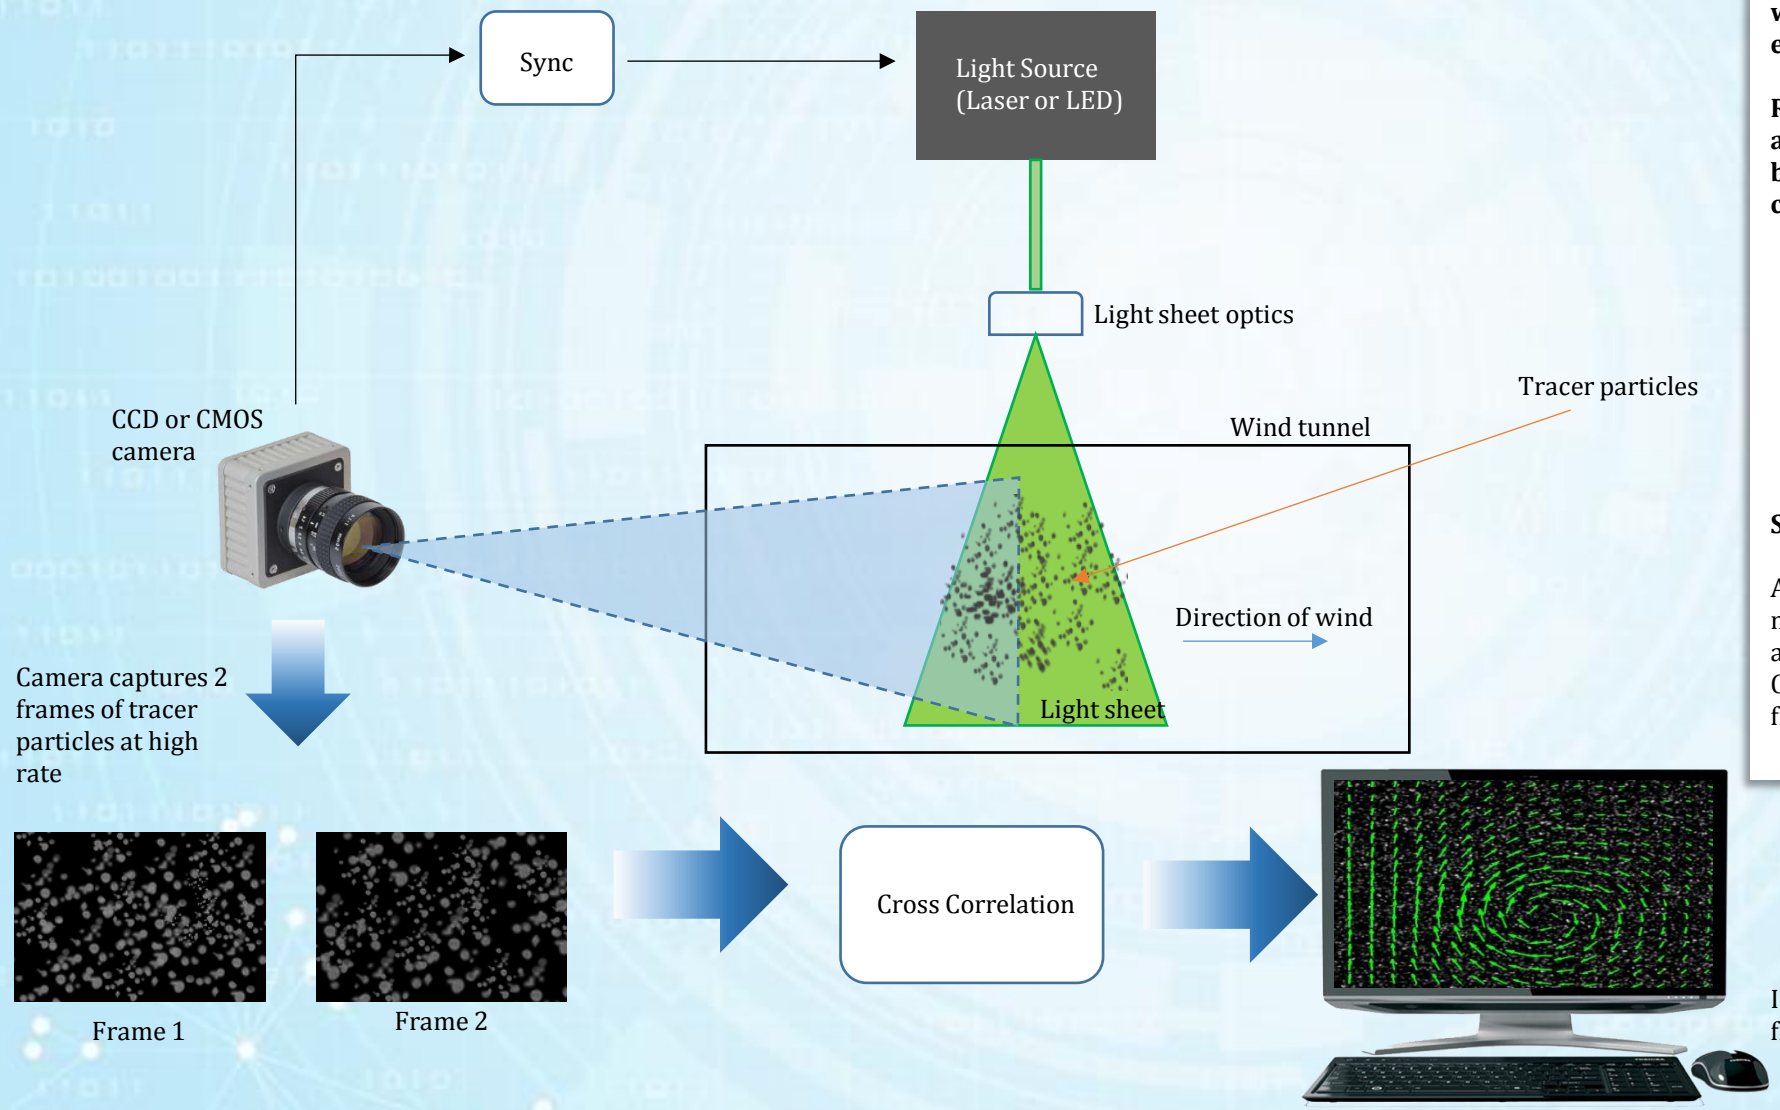 Sync
Light Source
(Laser or LED)
Light sheet optics
Tracer particles
CCD or CMOS
camera
Wind tunnel
Direction of wind
Light sheet
Camera captures 2
frames of tracer
particles at high
rate
Cross Correlation
Frame 1
Frame 2